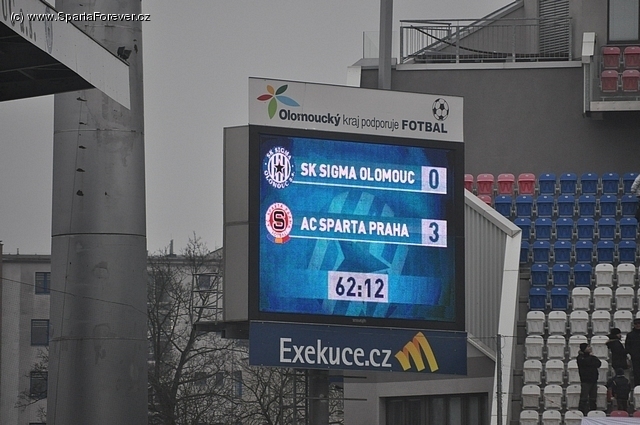 (c) www.SpartaForever.cz
Olomoucký kraj podporuje FOTBAL
SK SIGMA OLOMOUC 0
AC SPARTA PRAHA 3
62:12
Exekuce.cz